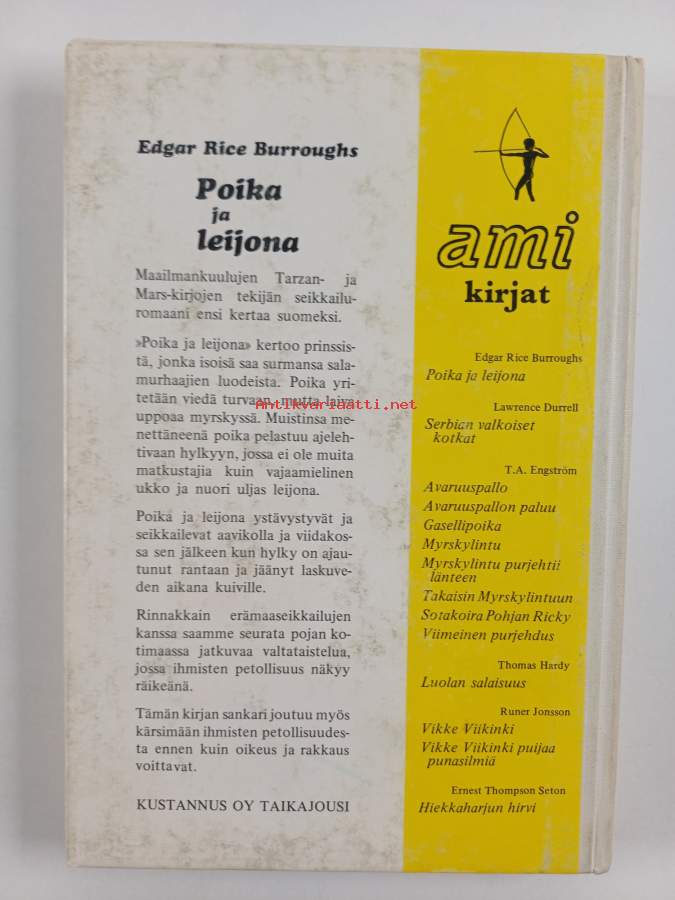 Edgar Rice Burroughs
Poika
ja
leijona
Maailmankuulujen Tarzan- ja
Mars-kirjojen tekijän seikkailu-
romaani ensi kertaa suomeksi.
»Poika ja leijona» kertoo prinssis-
tä, jonka isoisä saa surmansa sala-
murhaajien luodeista. Poika yri-
tetään viedä turvaan, mutta laiva
uppoaa myrskyssä. Muistinsa me-
nettäneenä poika pelastuu ajeleh-
tivaan hylkyyn, jossa ei ole muita
matkustajia kuin vajaamielinen
ukko ja nuori uljas leijona.
Poika ja leijona ystävystyvät ja
seikkailevat aavikolla ja viidakos-
sa sen jälkeen kun hylky on ajau-
tunut rantaan ja jäänyt laskuve-
den aikana kuiville.
Rinnakkain erämaaseikkailujen
kanssa saamme seurata pojan ko-
timaassa jatkuvaa valtataistelua,
jossa ihmisten petollisuus näkyy
räikeänä.
Tämän kirjan sankari joutuu myös
kärsimään ihmisten petollisuudes-
ta ennen kuin oikeus ja rakkaus
voittavat.
KUSTANNUS OY TAIKAJOUSI
ami
kirjat
Edgar Rice Burroughs
Poika ja leijona
Lawrence Durrell
Serbian valkoiset
kotkat
T.A. Engström
Avaruuspallo
Avaruuspallon paluu
Gasellipoika
Myrskylintu
Myrskylintu purjehtii
länteen
Takaisin Myrskylintuun
Sotakoira Pohjan Ricky
Viimeinen purjehdus
Thomas Hardy
Luolan salaisuus
Runer Jonsson
Vikke Viikinki
Vikke Viikinki puijaa
punasilmiä
Ernest Thompson Seton
Hiekkaharjun hirvi
Antikvariaatti.net